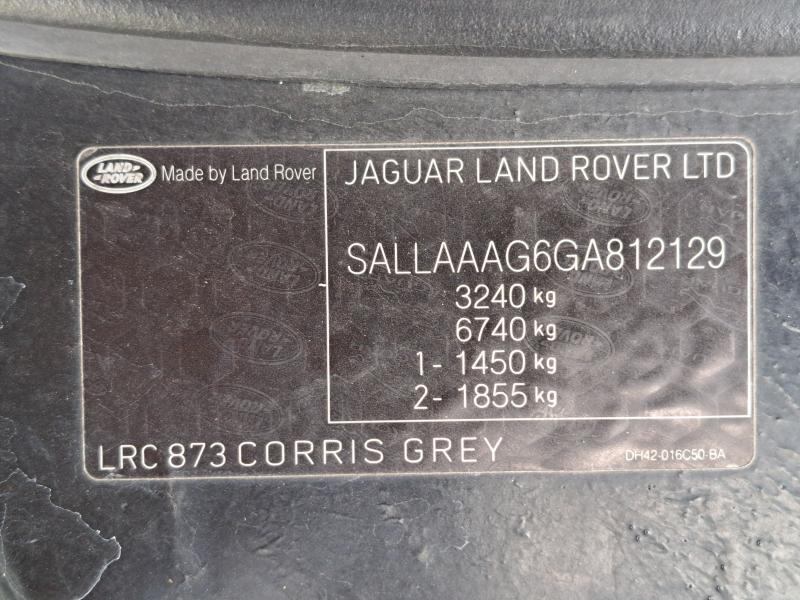 LAND ROVER
Made by Land Rover
JAGUAR LAND ROVER LTD
SALLAAAG6GA812129
3240 kg
6740 kg
1- 1450 kg
2- 1855 kg
LRC 873 CORRIS GREY
DH42-016C50-BA